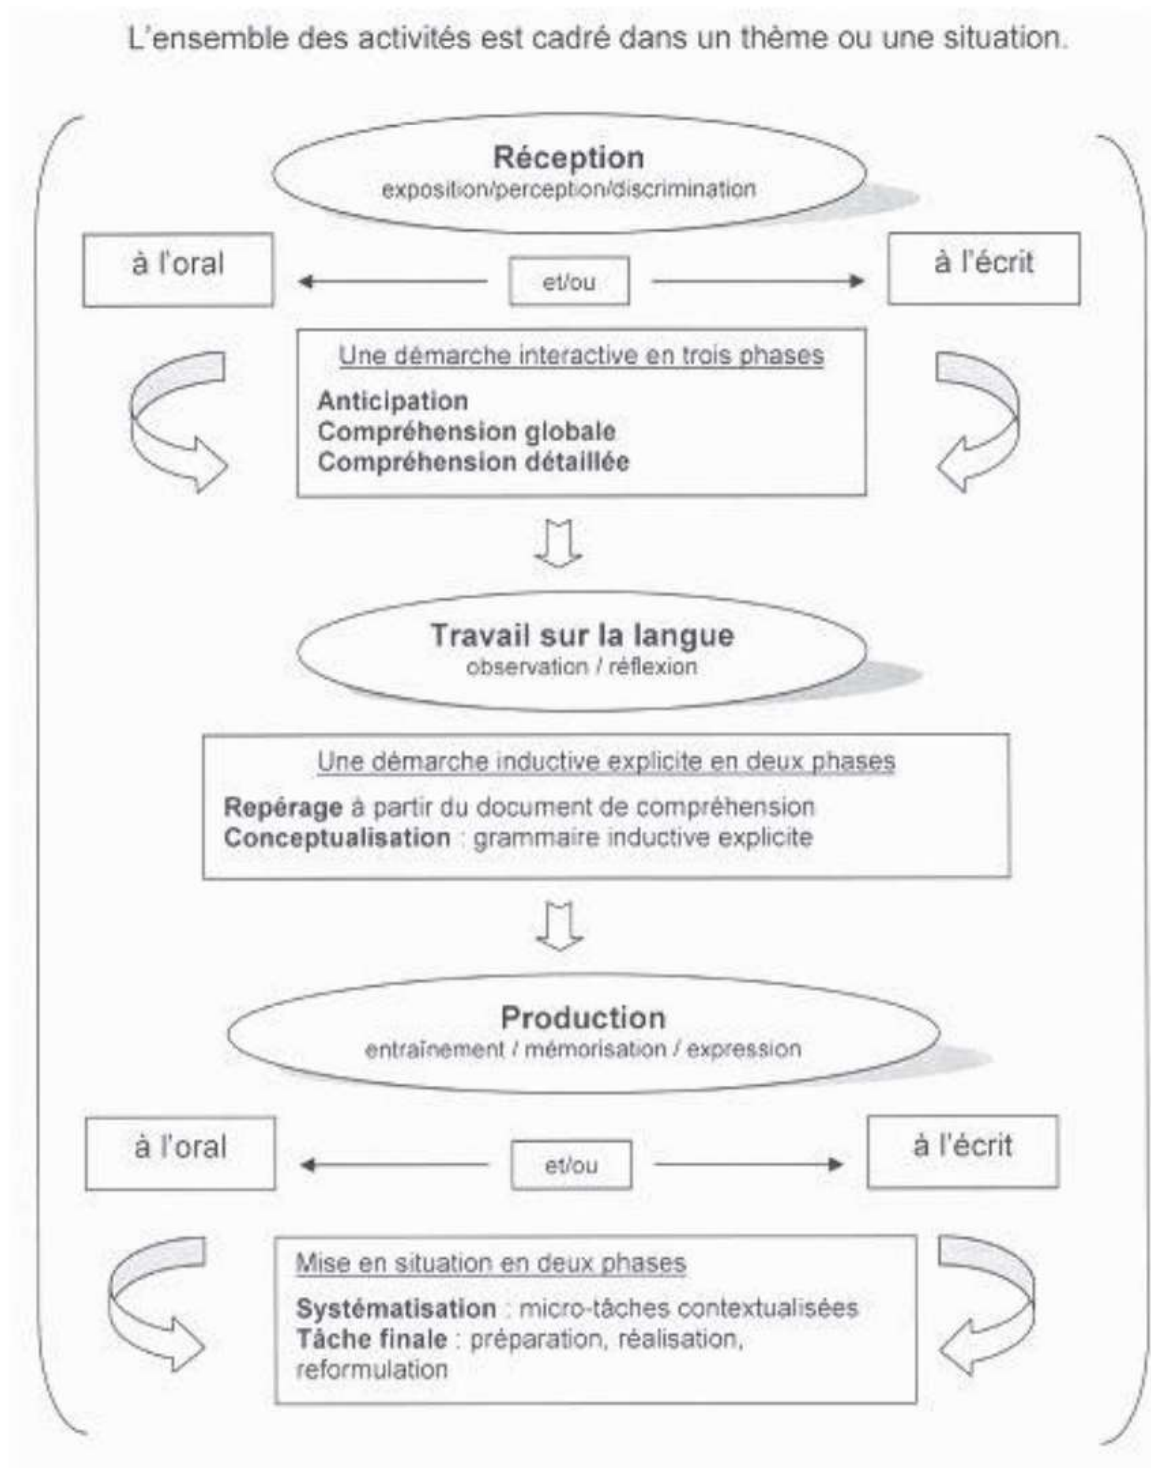 L'ensemble des activités est cadré dans un thème ou une situation.
Réception
exposition/perception/discrimination
à l'oral
et/ou
à l'écrit
Une démarche interactive en trois phases
Anticipation
Compréhension globale
Compréhension détaillée
Travail sur la langue
observation / réflexion
Une démarche inductive explicite en deux phases
Repérage à partir du document de compréhension
Conceptualisation : grammaire inductive explicite
Production
entraînement / mémorisation / expression
à l'oral
et/ou
à l'écrit
Mise en situation en deux phases
Systématisation : micro-tâches contextualisées
Tâche finale : préparation, réalisation,
reformulation